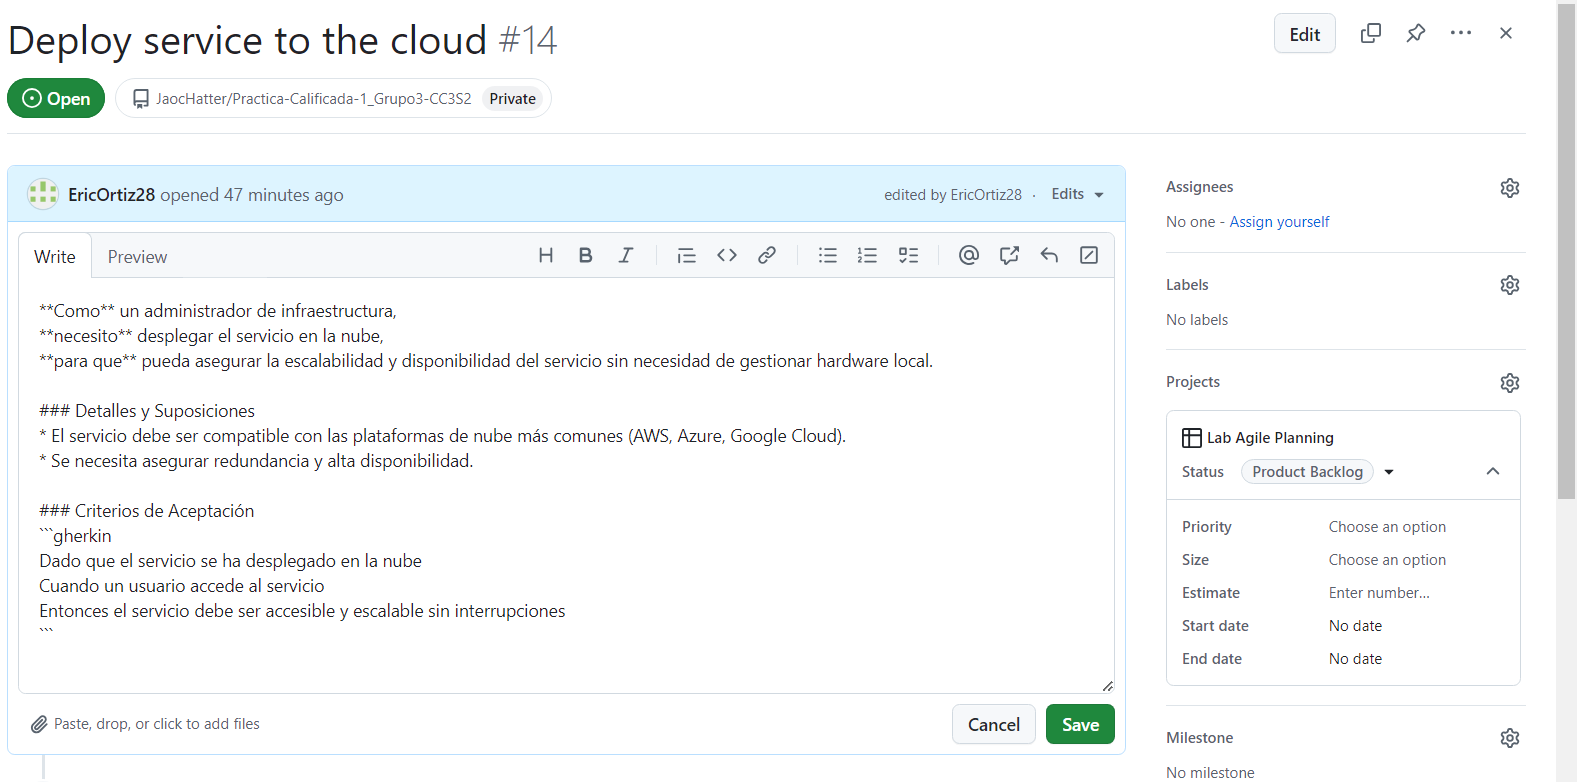 Deploy service to the cloud #14
Edit
Open
JaocHatter/Practica-Calificada-1_Grupo3-CC3S2 Private
EricOrtiz28 opened 47 minutes ago
edited by EricOrtiz28 · Edits
Write
Preview
**Como** un administrador de infraestructura,
**necesito** desplegar el servicio en la nube,
**para que** pueda asegurar la escalabilidad y disponibilidad del servicio sin necesidad de gestionar hardware local.
### Detalles y Suposiciones
* El servicio debe ser compatible con las plataformas de nube más comunes (AWS, Azure, Google Cloud).
* Se necesita asegurar redundancia y alta disponibilidad.
### Criterios de Aceptación
```gherkin
Dado que el servicio se ha desplegado en la nube
Cuando un usuario accede al servicio
Entonces el servicio debe ser accesible y escalable sin interrupciones
```
Paste, drop, or click to add files
Cancel
Save
Assignees
No one - Assign yourself
Labels
No labels
Projects
Lab Agile Planning
Status Product Backlog
Priority Choose an option
Size Choose an option
Estimate Enter number...
Start date No date
End date No date
Milestone
No milestone